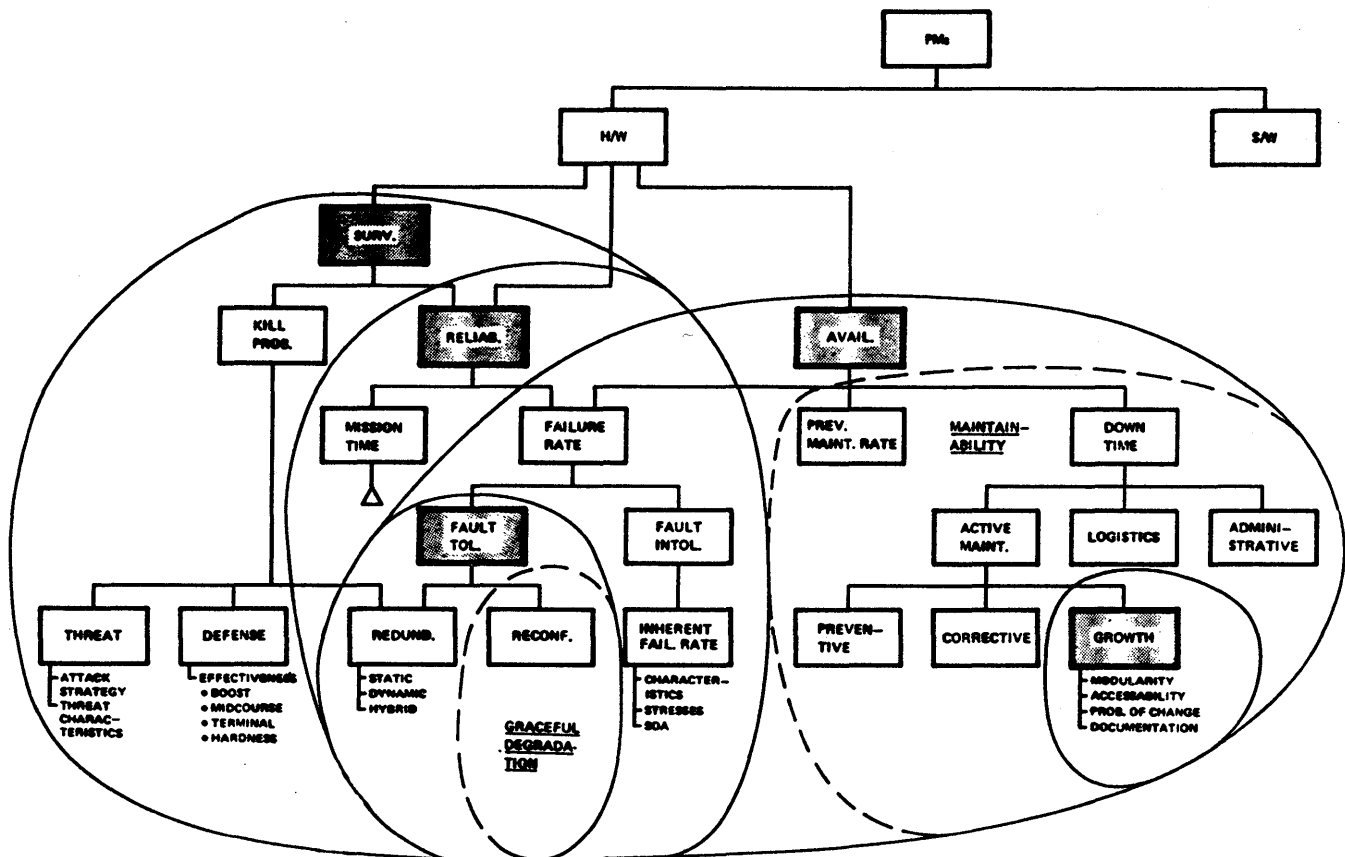 PMs
H/W
S/W
SURV.
KILL
PROB.
RELIAB.
AVAIL.
MISSION
TIME
FAILURE
RATE
PREV.
MAINT. RATE
MAINTAIN-
ABILITY
DOWN
TIME
FAULT
TOL.
FAULT
INTOL.
ACTIVE
MAINT.
LOGISTICS
ADMINI-
STRATIVE
THREAT
DEFENSE
REDUND.
RECONF.
INHERENT
FAIL. RATE
PREVEN-
TIVE
CORRECTIVE
GROWTH
ATTACK
STRATEGY
THREAT
CHARAC-
TERISTICS
EFFECTIVENESS
• BOOST
• MIDCOURSE
• TERMINAL
• HARDNESS
STATIC
DYNAMIC
HYBRID
GRACEFUL
DEGRADA-
TION
CHARACTER-
ISTICS
STRESSES
SOA
MODULARITY
ACCESSABILITY
PROB. OF CHANGE
DOCUMENTATION